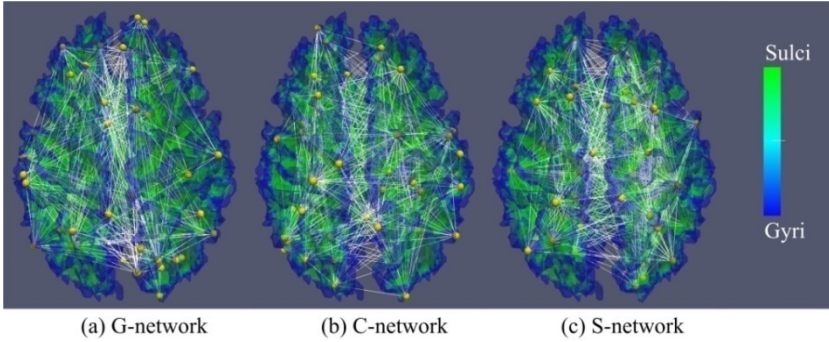 Sulci
Gyri
(a) G-network
(b) C-network
(c) S-network